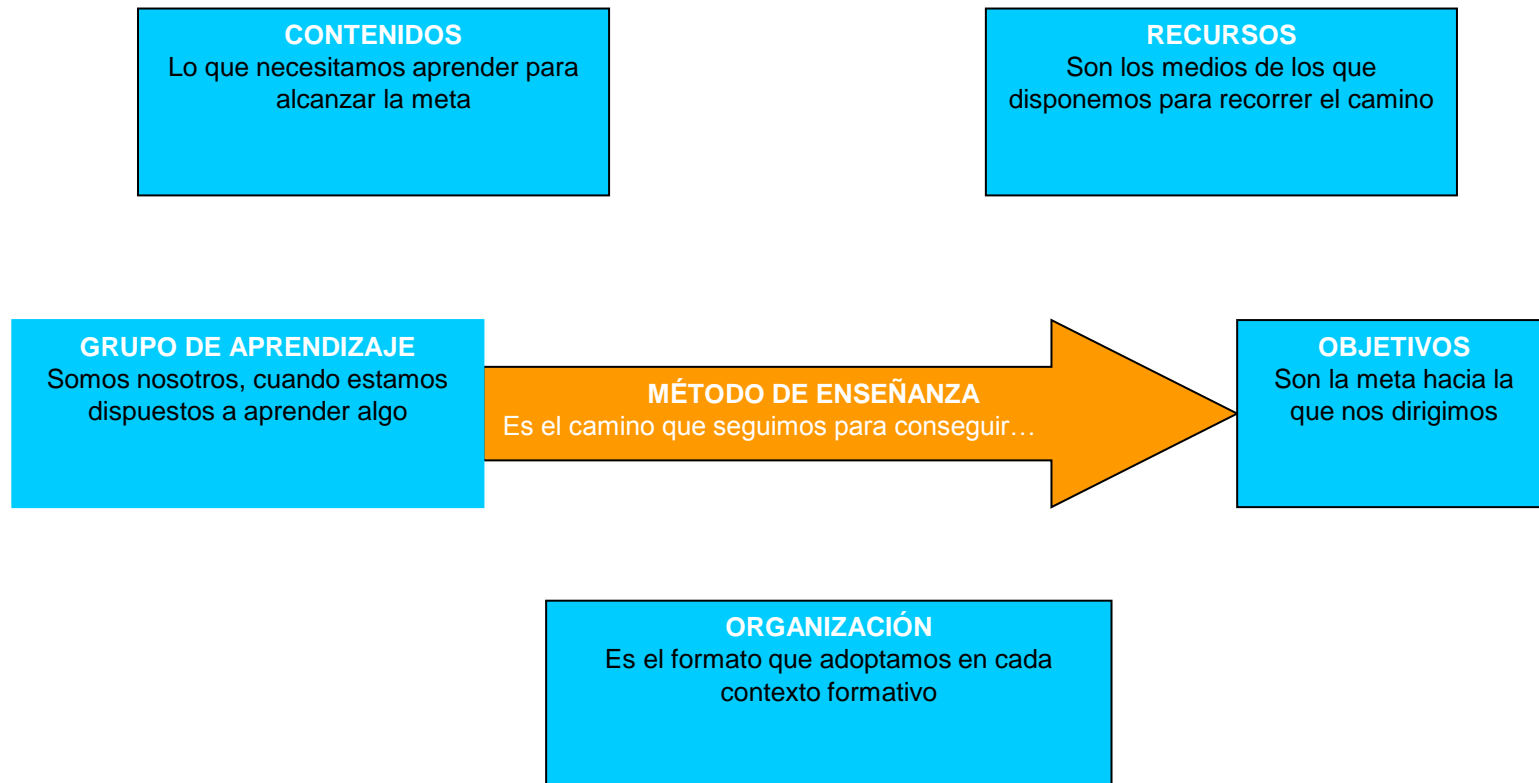 CONTENIDOS
Lo que necesitamos aprender para
alcanzar la meta
RECURSOS
Son los medios de los que
disponemos para recorrer el camino
GRUPO DE APRENDIZAJE
Somos nosotros, cuando estamos
dispuestos a aprender algo
MÉTODO DE ENSEÑANZA
Es el camino que seguimos para conseguir…
OBJETIVOS
Son la meta hacia la
que nos dirigimos
ORGANIZACIÓN
Es el formato que adoptamos en cada
contexto formativo